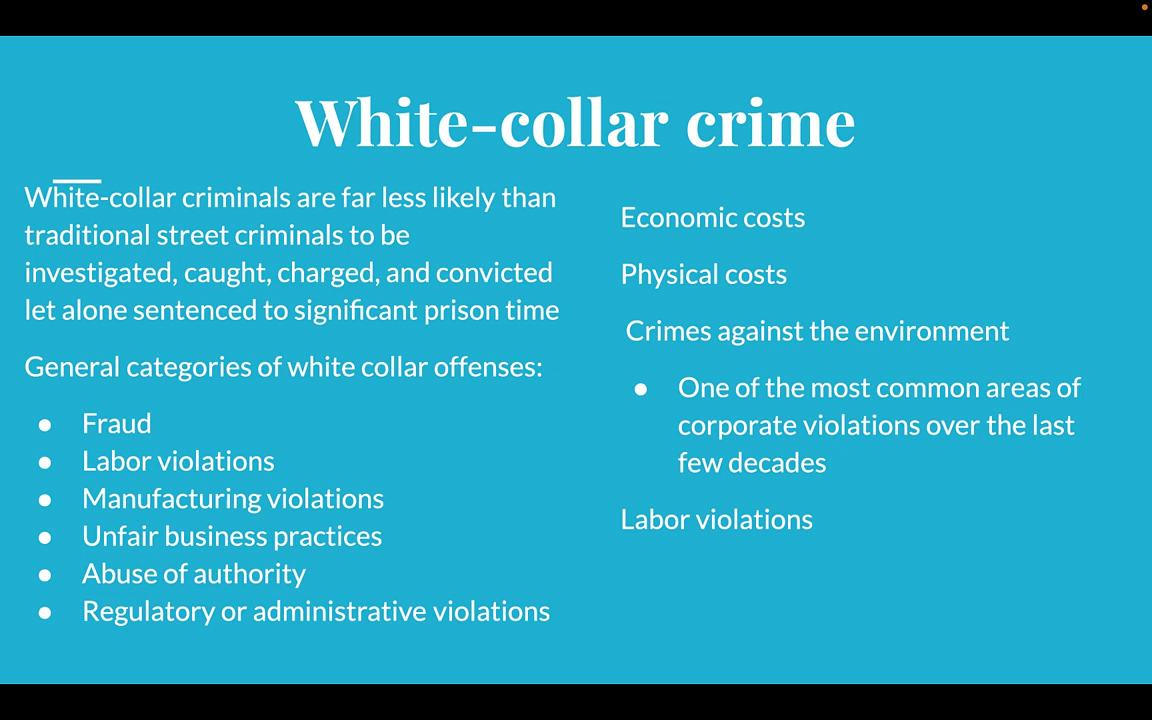 White-collar crime
White-collar criminals are far less likely than
traditional street criminals to be
investigated, caught, charged, and convicted
let alone sentenced to significant prison time
General categories of white collar offenses:
● Fraud
● Labor violations
● Manufacturing violations
● Unfair business practices
● Abuse of authority
● Regulatory or administrative violations
Economic costs
Physical costs
Crimes against the environment
● One of the most common areas of
corporate violations over the last
few decades
Labor violations